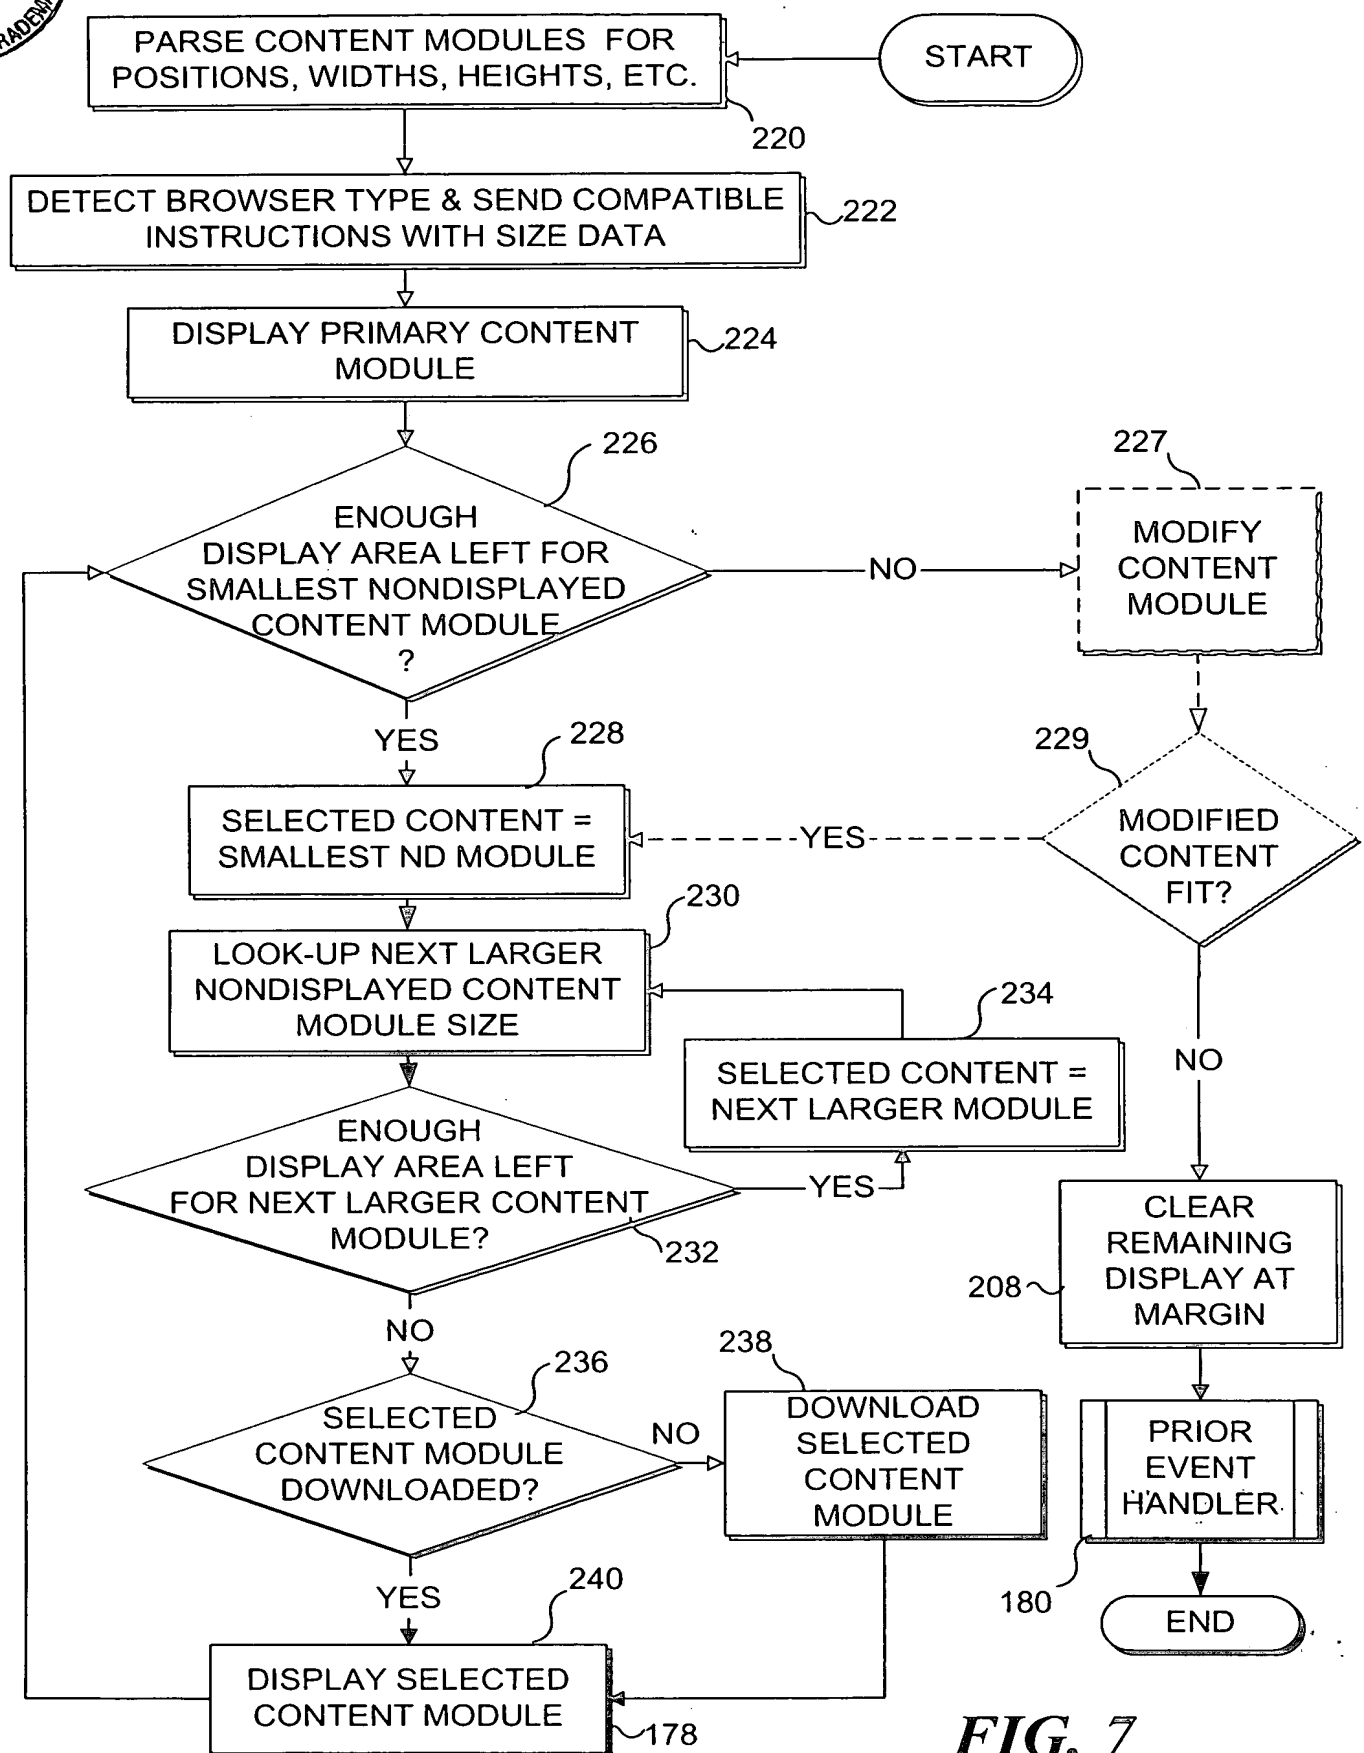 PARSE CONTENT MODULES FOR
POSITIONS, WIDTHS, HEIGHTS, ETC.
START
220
DETECT BROWSER TYPE & SEND COMPATIBLE
INSTRUCTIONS WITH SIZE DATA
222
DISPLAY PRIMARY CONTENT
MODULE
224
226
ENOUGH
DISPLAY AREA LEFT FOR
SMALLEST NONDISPLAYED
CONTENT MODULE
?
NO
227
MODIFY
CONTENT
MODULE
YES
228
SELECTED CONTENT =
SMALLEST ND MODULE
YES
229
MODIFIED
CONTENT
FIT?
230
LOOK-UP NEXT LARGER
NONDISPLAYED CONTENT
MODULE SIZE
234
SELECTED CONTENT =
NEXT LARGER MODULE
NO
ENOUGH
DISPLAY AREA LEFT
FOR NEXT LARGER CONTENT
MODULE?
YES
232
CLEAR
REMAINING
DISPLAY AT
MARGIN
208
NO
236
SELECTED
CONTENT MODULE
DOWNLOADED?
NO
238
DOWNLOAD
SELECTED
CONTENT
MODULE
PRIOR
EVENT
HANDLER
180
END
YES
240
DISPLAY SELECTED
CONTENT MODULE
178
FIG. 7